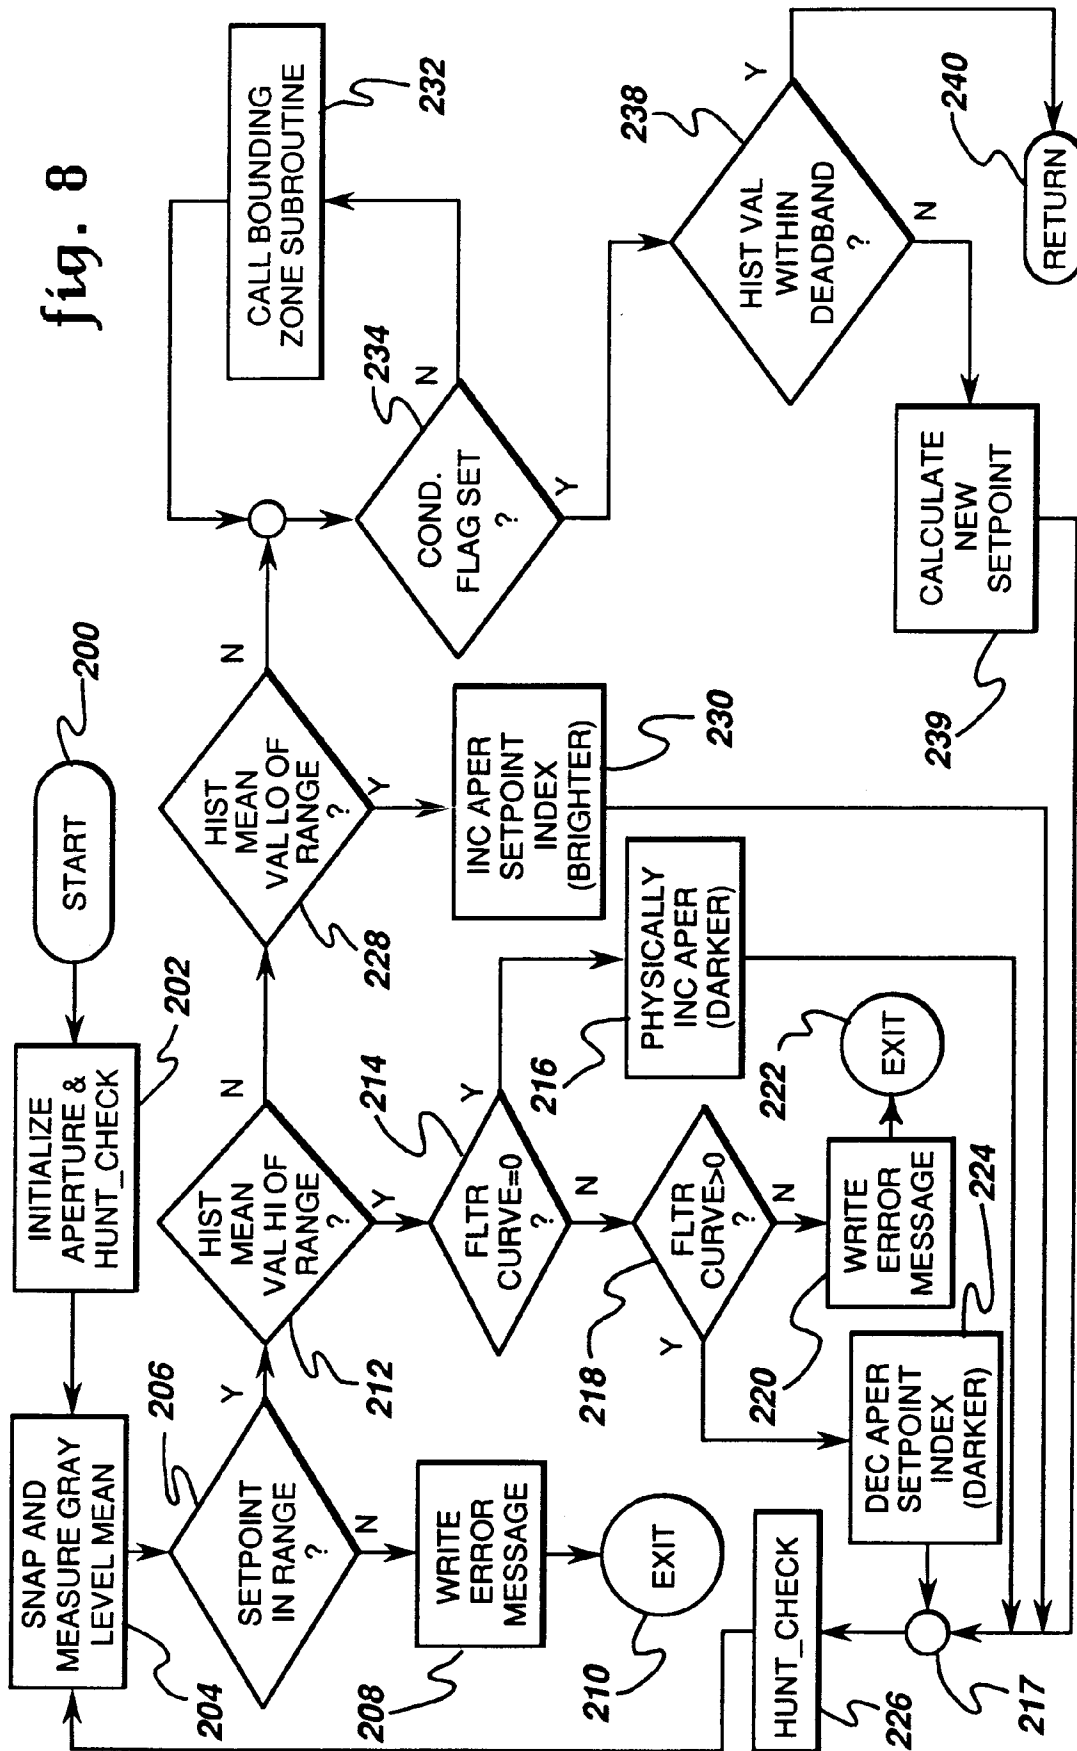 fig. 8
START
200
INITIALIZE
APERTURE &
HUNT_CHECK
202
SNAP AND
MEASURE GRAY
LEVEL MEAN
204
SETPOINT
IN RANGE
?
206
Y
N
WRITE
ERROR
MESSAGE
208
EXIT
210
HIST
MEAN
VAL HI OF
RANGE
?
212
N
Y
FLTR
CURVE=0
?
214
Y
N
PHYSICALLY
INC APER
(DARKER)
216
FLTR
CURVE>0
?
218
Y
N
WRITE
ERROR
MESSAGE
220
EXIT
222
DEC APER
SETPOINT
INDEX
(DARKER)
224
217
HUNT_CHECK
226
HIST
MEAN
VAL LO OF
RANGE
?
228
N
Y
INC APER
SETPOINT
INDEX
(BRIGHTER)
230
CALL BOUNDING
ZONE SUBROUTINE
232
COND.
FLAG SET
?
234
N
Y
HIST VAL
WITHIN
DEADBAND
?
238
Y
N
CALCULATE
NEW
SETPOINT
239
RETURN
240